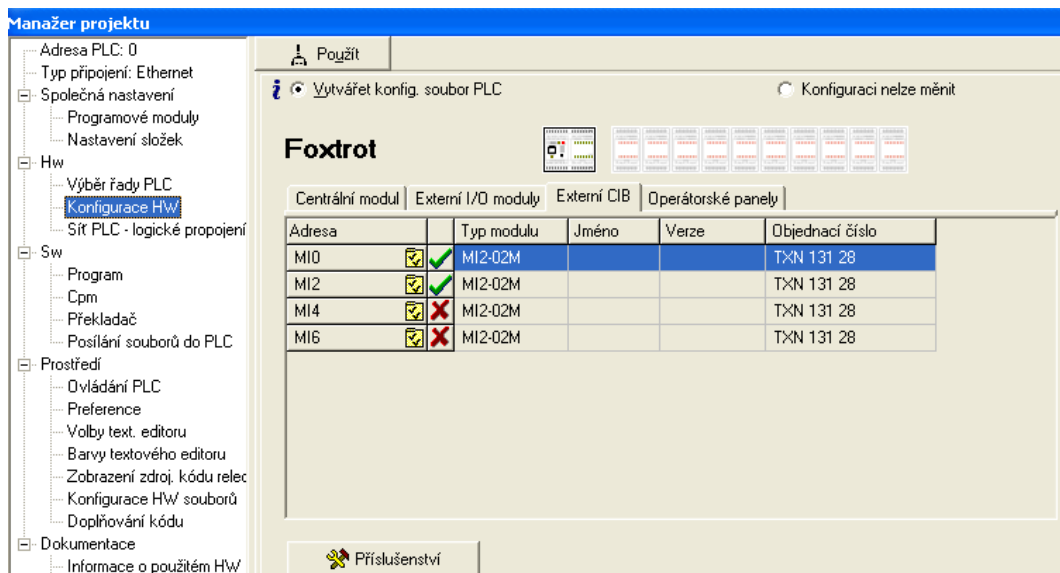 Manažer projektu
Adresa PLC: 0
Typ připojení: Ethernet
Společná nastavení
Programové moduly
Nastavení složek
Hw
Výběr řady PLC
Konfigurace HW
Síť PLC - logické propojení
Sw
Program
Cpm
Překladač
Posílání souborů do PLC
Prostředí
Ovládání PLC
Preference
Volby text. editoru
Barvy textového editoru
Zobrazení zdroj. kódu relec
Konfigurace HW souborů
Doplňování kódu
Dokumentace
Informace o použitém HW
Použít
Vytvářet konfig. soubor PLC
Konfiguraci nelze měnit
Foxtrot
Centrální modul Externí I/O moduly Externí CIB Operátorské panely
Adresa Typ modulu Jméno Verze Objednací číslo
MI0 MI2-02M TXN 131 28
MI2 MI2-02M TXN 131 28
MI4 MI2-02M TXN 131 28
MI6 MI2-02M TXN 131 28
Příslušenství